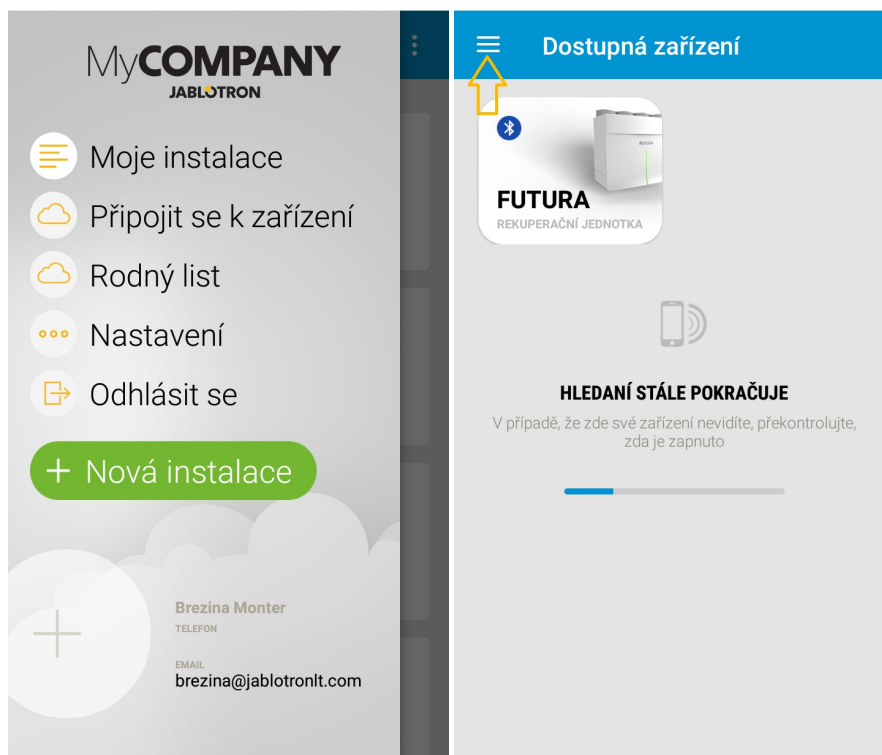 MyCOMPANY
JABLOTRON
Moje instalace
Připojit se k zařízení
Rodný list
Nastavení
Odhlásit se
+ Nová instalace
Brezina Monter
TELEFON
EMAIL
brezina@jablotronlt.com
Dostupná zařízení
FUTURA
FUTURA
REKUPERAČNÍ JEDNOTKA
HLEDANÍ STÁLE POKRAČUJE
V případě, že zde své zařízení nevidíte, překontrolujte,
zda je zapnuto